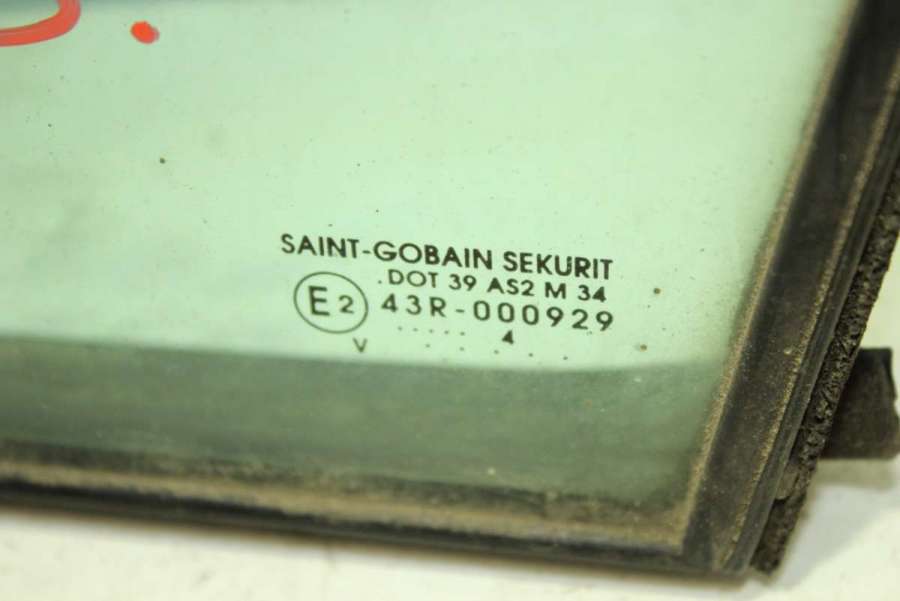 SAINT-GOBAIN SEKURIT
DOT 39 AS2 M 34
E2 43R-000929
..... 4
V ... .. . .